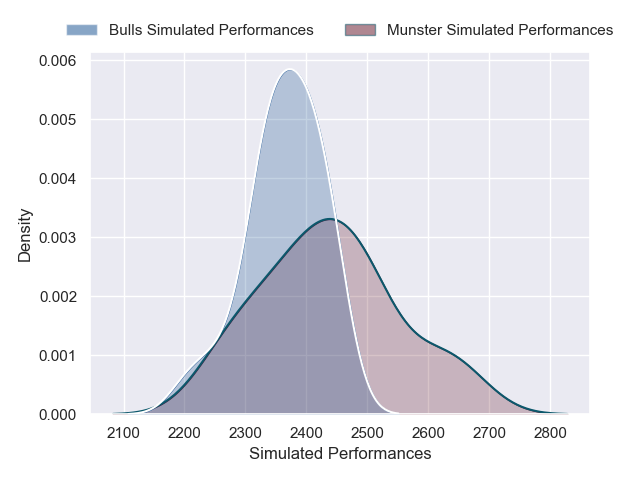 Bulls Simulated Performances
Munster Simulated Performances
0.006
0.005
0.004
0.003
0.002
0.001
0.000
Density
2100 2200 2300 2400 2500 2600 2700 2800
Simulated Performances